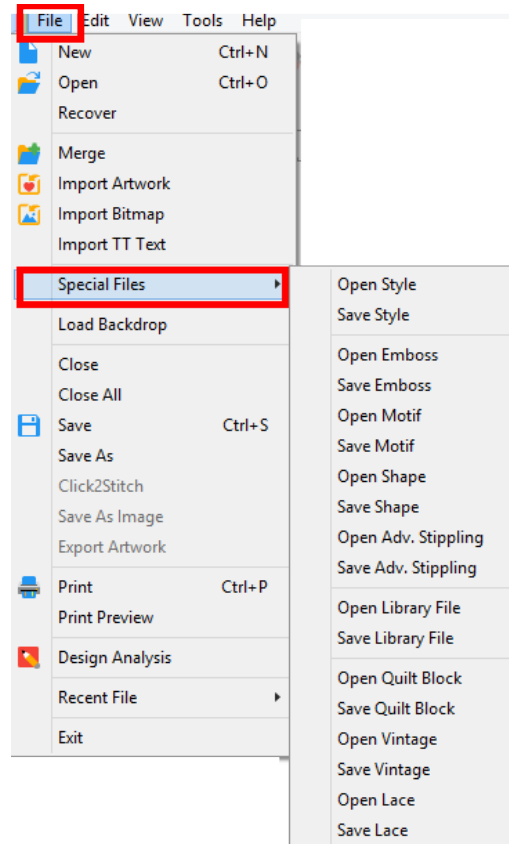 File Edit View Tools Help
New Ctrl+N
Open Ctrl+O
Recover
Merge
Import Artwork
Import Bitmap
Import TT Text
Special Files
Load Backdrop
Close
Close All
Save Ctrl+S
Save As
Click2Stitch
Save As Image
Export Artwork
Print Ctrl+P
Print Preview
Design Analysis
Recent File
Exit
Open Style
Save Style
Open Emboss
Save Emboss
Open Motif
Save Motif
Open Shape
Save Shape
Open Adv. Stippling
Save Adv. Stippling
Open Library File
Save Library File
Open Quilt Block
Save Quilt Block
Open Vintage
Save Vintage
Open Lace
Save Lace